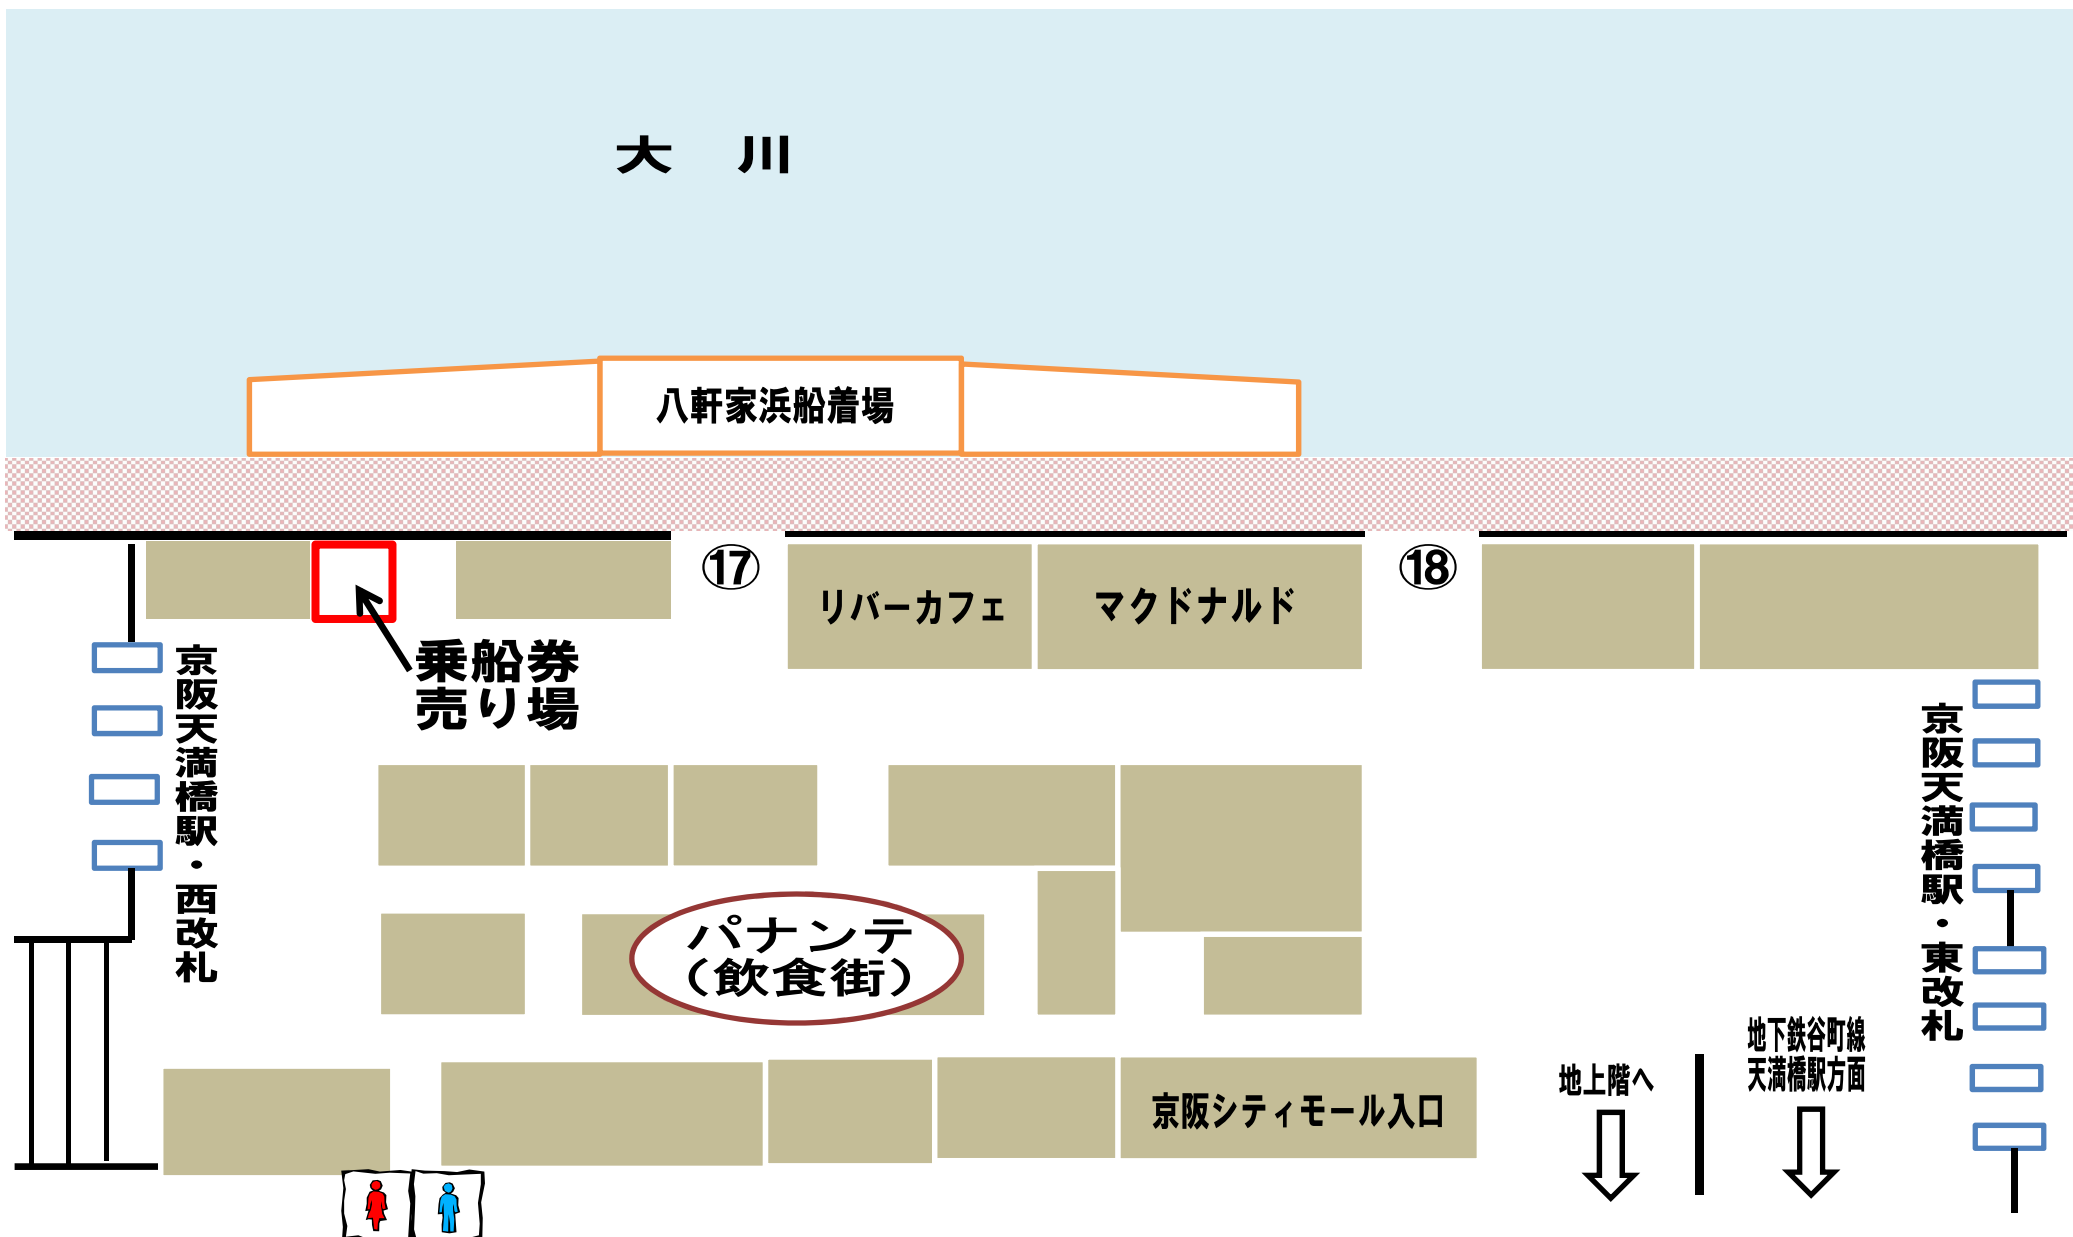 大 川
八軒家浜船着場
⑰
⑱
リバーカフェ
マクドナルド
乗船券
売り場
京阪天満橋駅・西改札
京阪天満橋駅・東改札
パナンテ
（飲食街）
地下鉄谷町線
天満橋駅方面
地上階へ
京阪シティモール入口